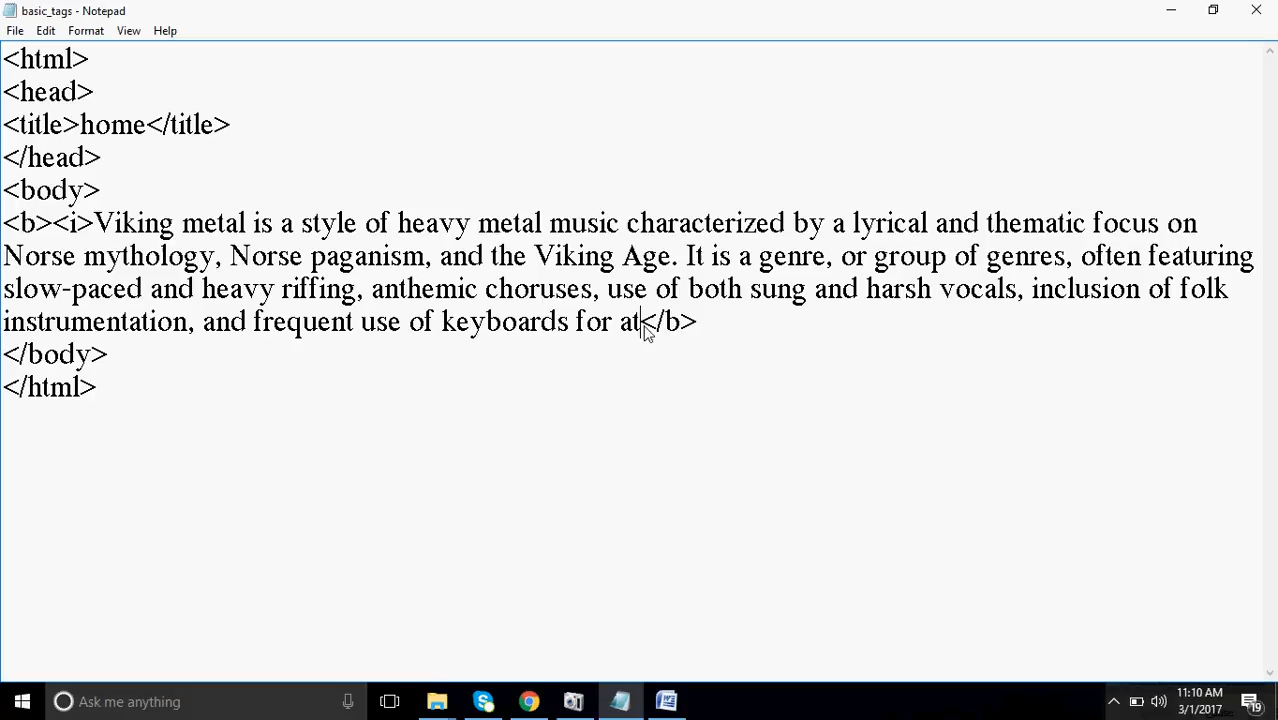 basic_tags - Notepad
File Edit Format View Help
<html>
<head>
<title>home</title>
</head>
<body>
<b><i>Viking metal is a style of heavy metal music characterized by a lyrical and thematic focus on
Norse mythology, Norse paganism, and the Viking Age. It is a genre, or group of genres, often featuring
slow-paced and heavy riffing, anthemic choruses, use of both sung and harsh vocals, inclusion of folk
instrumentation, and frequent use of keyboards for at</b>
</body>
</html>
Ask me anything
11:10 AM
3/1/2017
19